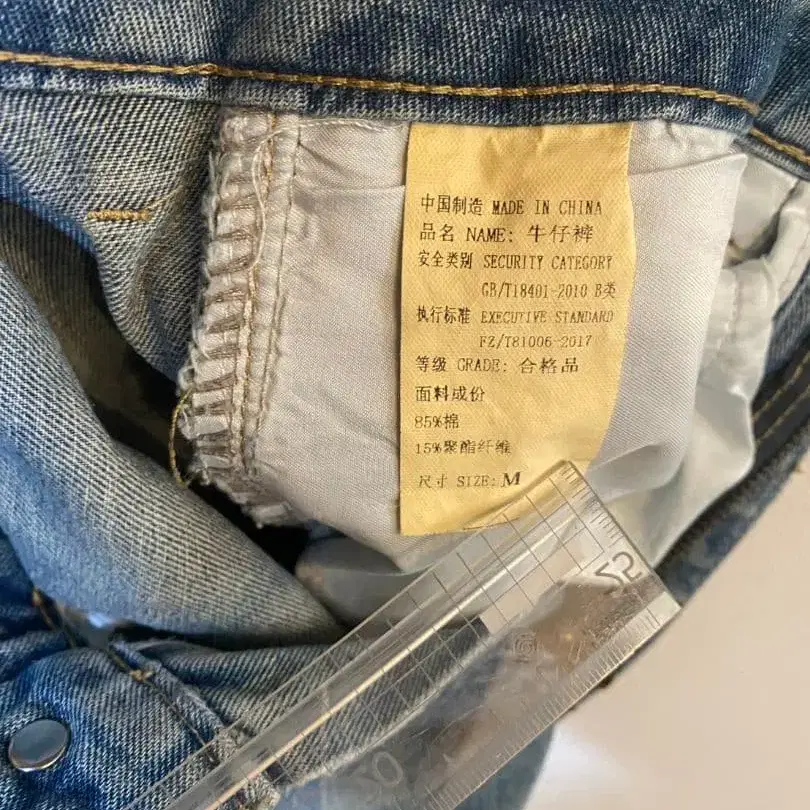 中国制造 MADE IN CHINA
品名 NAME: 牛仔裤
安全类别 SECURITY CATEGORY
GB/T18401-2010 B类
执行标准 EXECUTIVE STANDARD
FZ/T81006-2017
等级 GRADE: 合格品
面料成份
85%棉
15%聚酯纤维
尺寸 SIZE: M